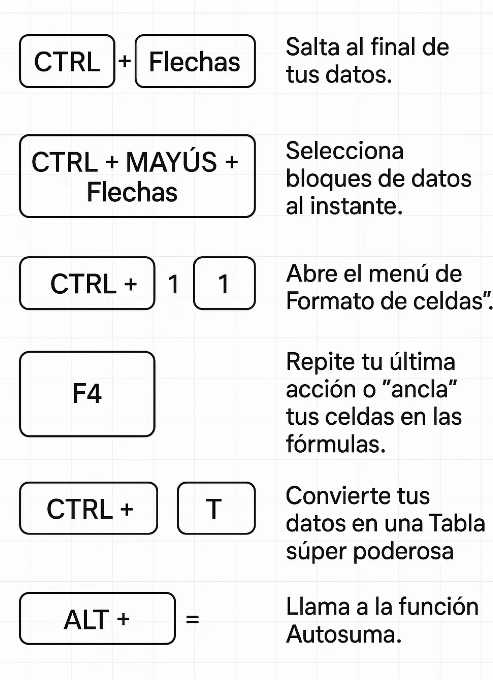 CTRL + Flechas
Salta al final de
tus datos.
CTRL + MAYÚS +
Flechas
Selecciona
bloques de datos
al instante.
CTRL + 1 1
Abre el menú de
Formato de celdas”.
F4
Repite tu última
acción o ”ancla”
tus celdas en las
fórmulas.
CTRL + T
Convierte tus
datos en una Tabla
súper poderosa
ALT + =
Llama a la función
Autosuma.